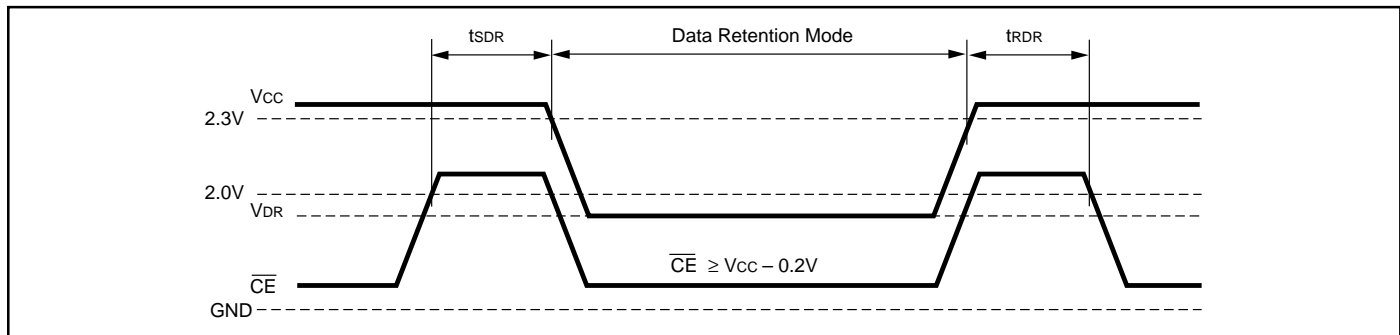 tSDR Data Retention Mode tRDR
VCC
2.3V
2.0V
VDR
CE ≥ VCC – 0.2V
CE
GND